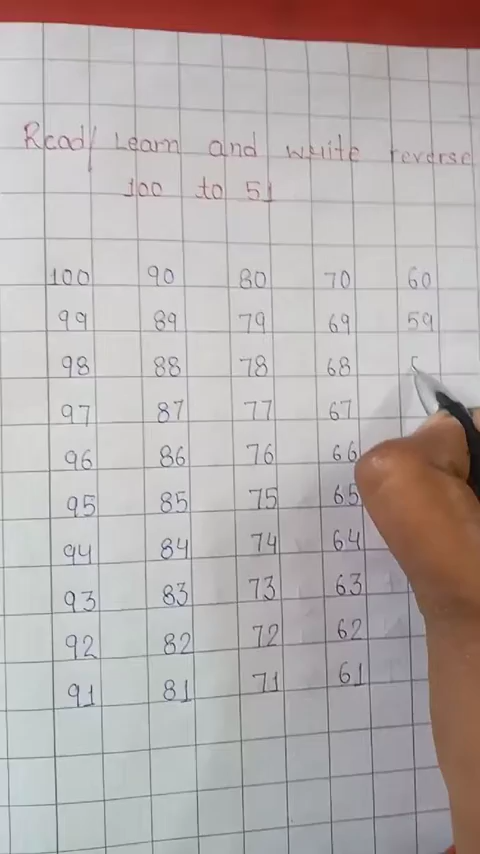 Read/ Learn and write reverse
100 to 51
100 90 80 70 60
99 89 79 69 59
98 88 78 68
97 87 77 67
96 86 76 66
95 85 75 65
94 84 74 64
93 83 73 63
92 82 72 62
91 81 71 61